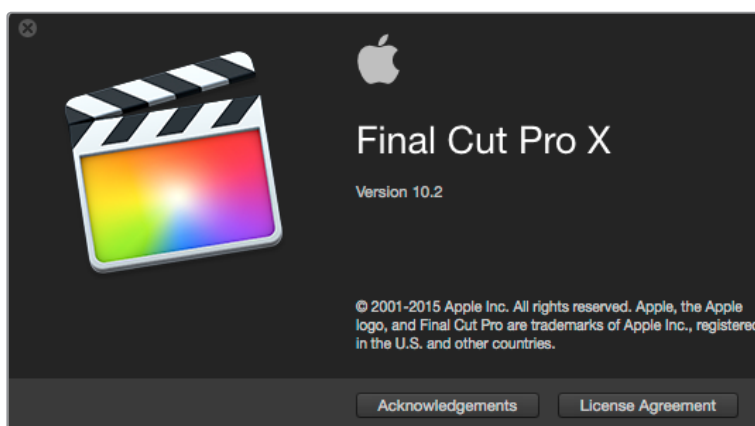 Final Cut Pro X
Version 10.2
© 2001-2015 Apple Inc. All rights reserved. Apple, the Apple
logo, and Final Cut Pro are trademarks of Apple Inc., registered
in the U.S. and other countries.
Acknowledgements
License Agreement